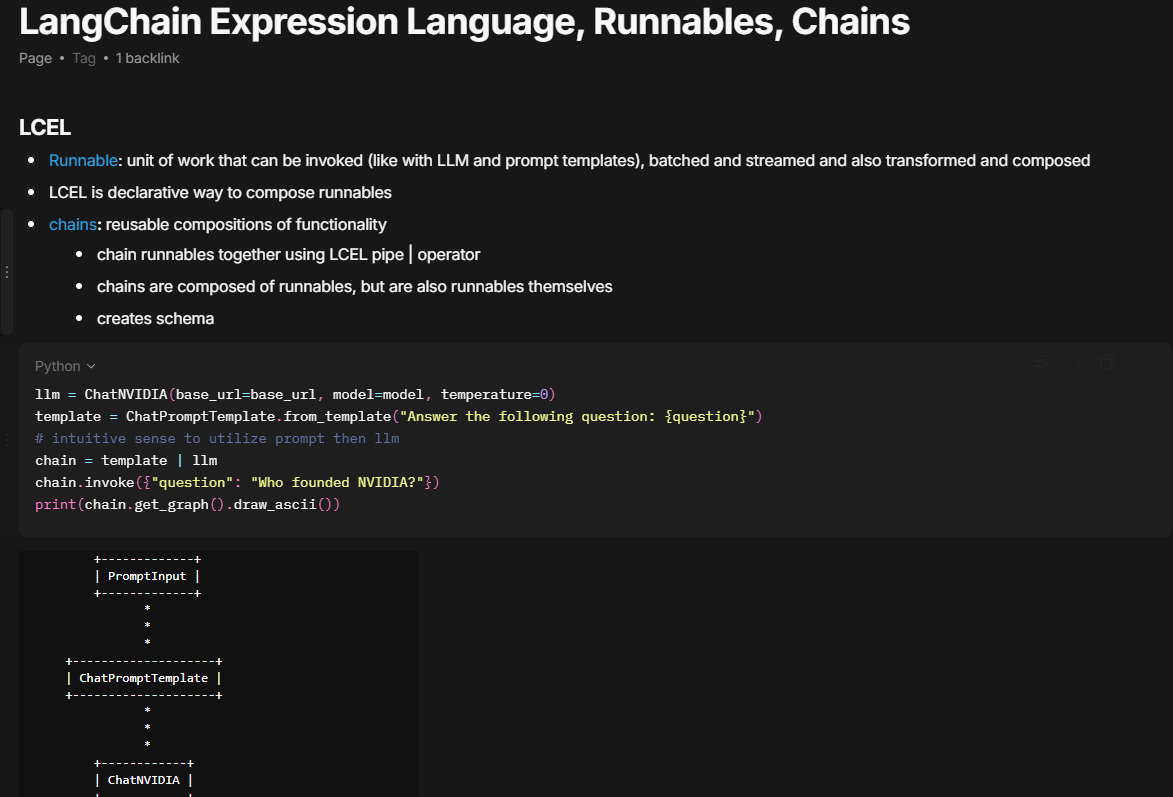 LangChain Expression Language, Runnables, Chains
Page • Tag • 1 backlink
LCEL
• Runnable: unit of work that can be invoked (like with LLM and prompt templates), batched and streamed and also transformed and composed
• LCEL is declarative way to compose runnables
• chains: reusable compositions of functionality
• chain runnables together using LCEL pipe | operator
• chains are composed of runnables, but are also runnables themselves
• creates schema
Python
llm = ChatNVIDIA(base_url=base_url, model=model, temperature=0)
template = ChatPromptTemplate.from_template("Answer the following question: {question}")
# intuitive sense to utilize prompt then llm
chain = template | llm
chain.invoke({"question": "Who founded NVIDIA?"})
print(chain.get_graph().draw_ascii())
+-------------+
| PromptInput |
+-------------+
*
*
*
+--------------------+
| ChatPromptTemplate |
+--------------------+
*
*
*
+------------+
| ChatNVIDIA |